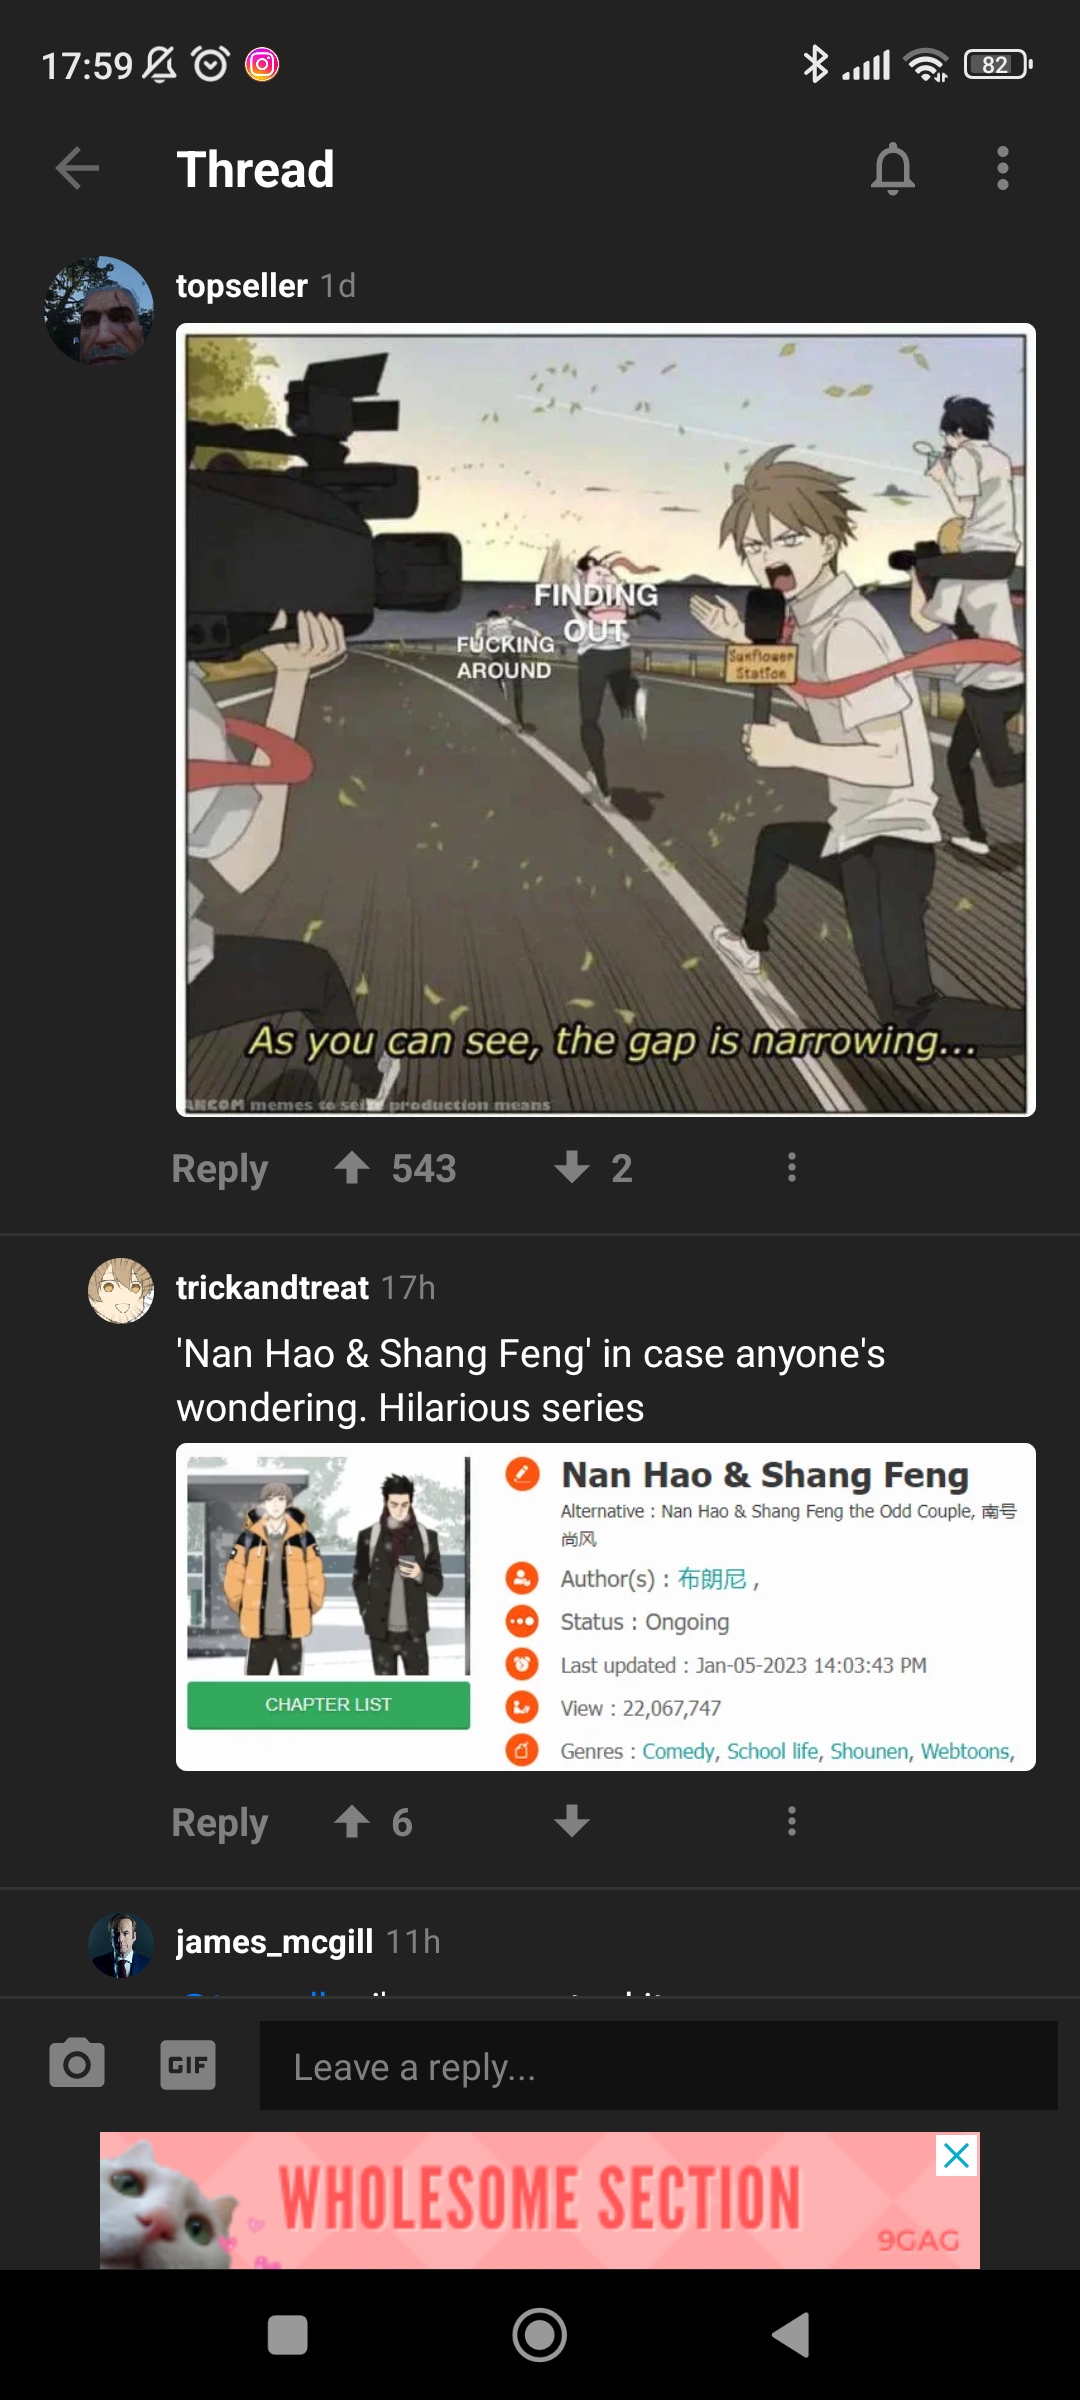 17:59
82
Thread
topseller 1d
FINDING
OUT
FUCKING
AROUND
Sunflower
Station
As you can see, the gap is narrowing...
ANCOM memes to seize production means
Reply 543 2
trickandtreat 17h
'Nan Hao & Shang Feng' in case anyone's
wondering. Hilarious series
Nan Hao & Shang Feng
Alternative : Nan Hao & Shang Feng the Odd Couple, 南号
尚风
Author(s) : 布朗尼 ,
Status : Ongoing
Last updated : Jan-05-2023 14:03:43 PM
View : 22,067,747
Genres : Comedy, School life, Shounen, Webtoons,
CHAPTER LIST
Reply 6
james_mcgill 11h
GIF
Leave a reply...
WHOLESOME SECTION
9GAG